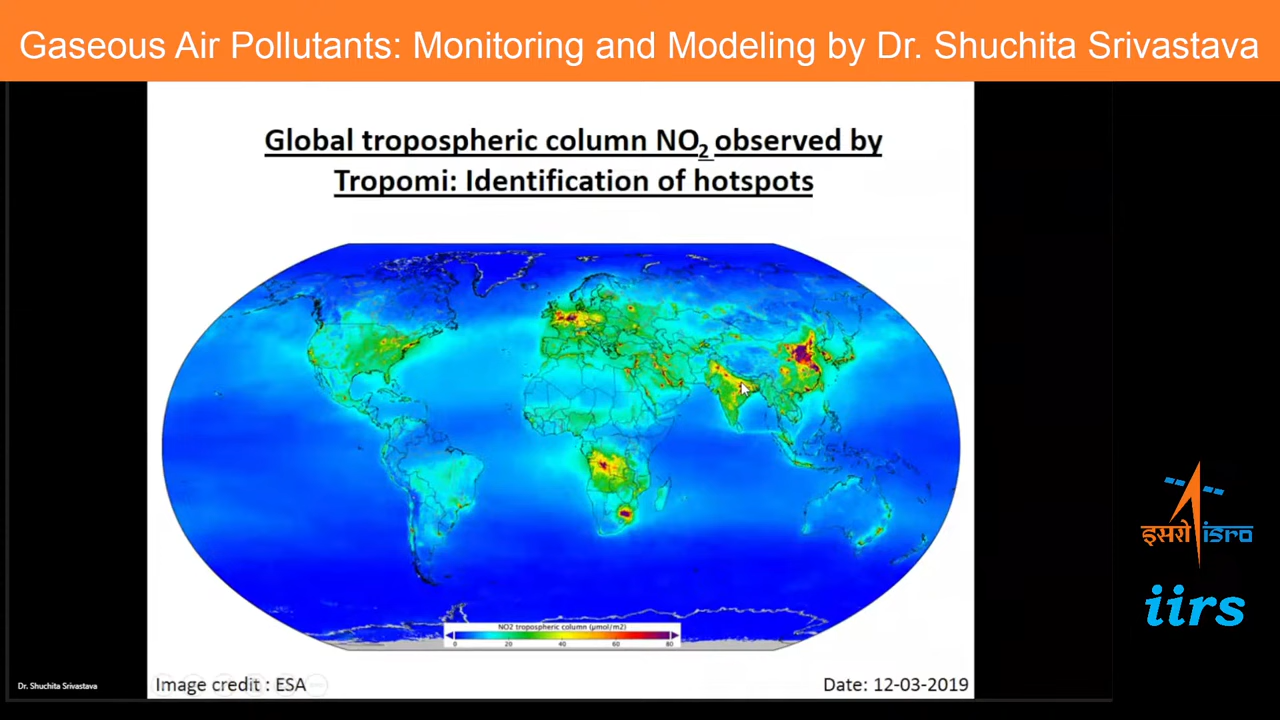 Gaseous Air Pollutants: Monitoring and Modeling by Dr. Shuchita Srivastava
Global tropospheric column NO₂ observed by
Tropomi: Identification of hotspots
NO2 tropospheric column (μmol/m2)
0 20 40 60 80
इसरो isro
iirs
Image credit : ESA
Date: 12-03-2019
Dr. Shuchita Srivastava